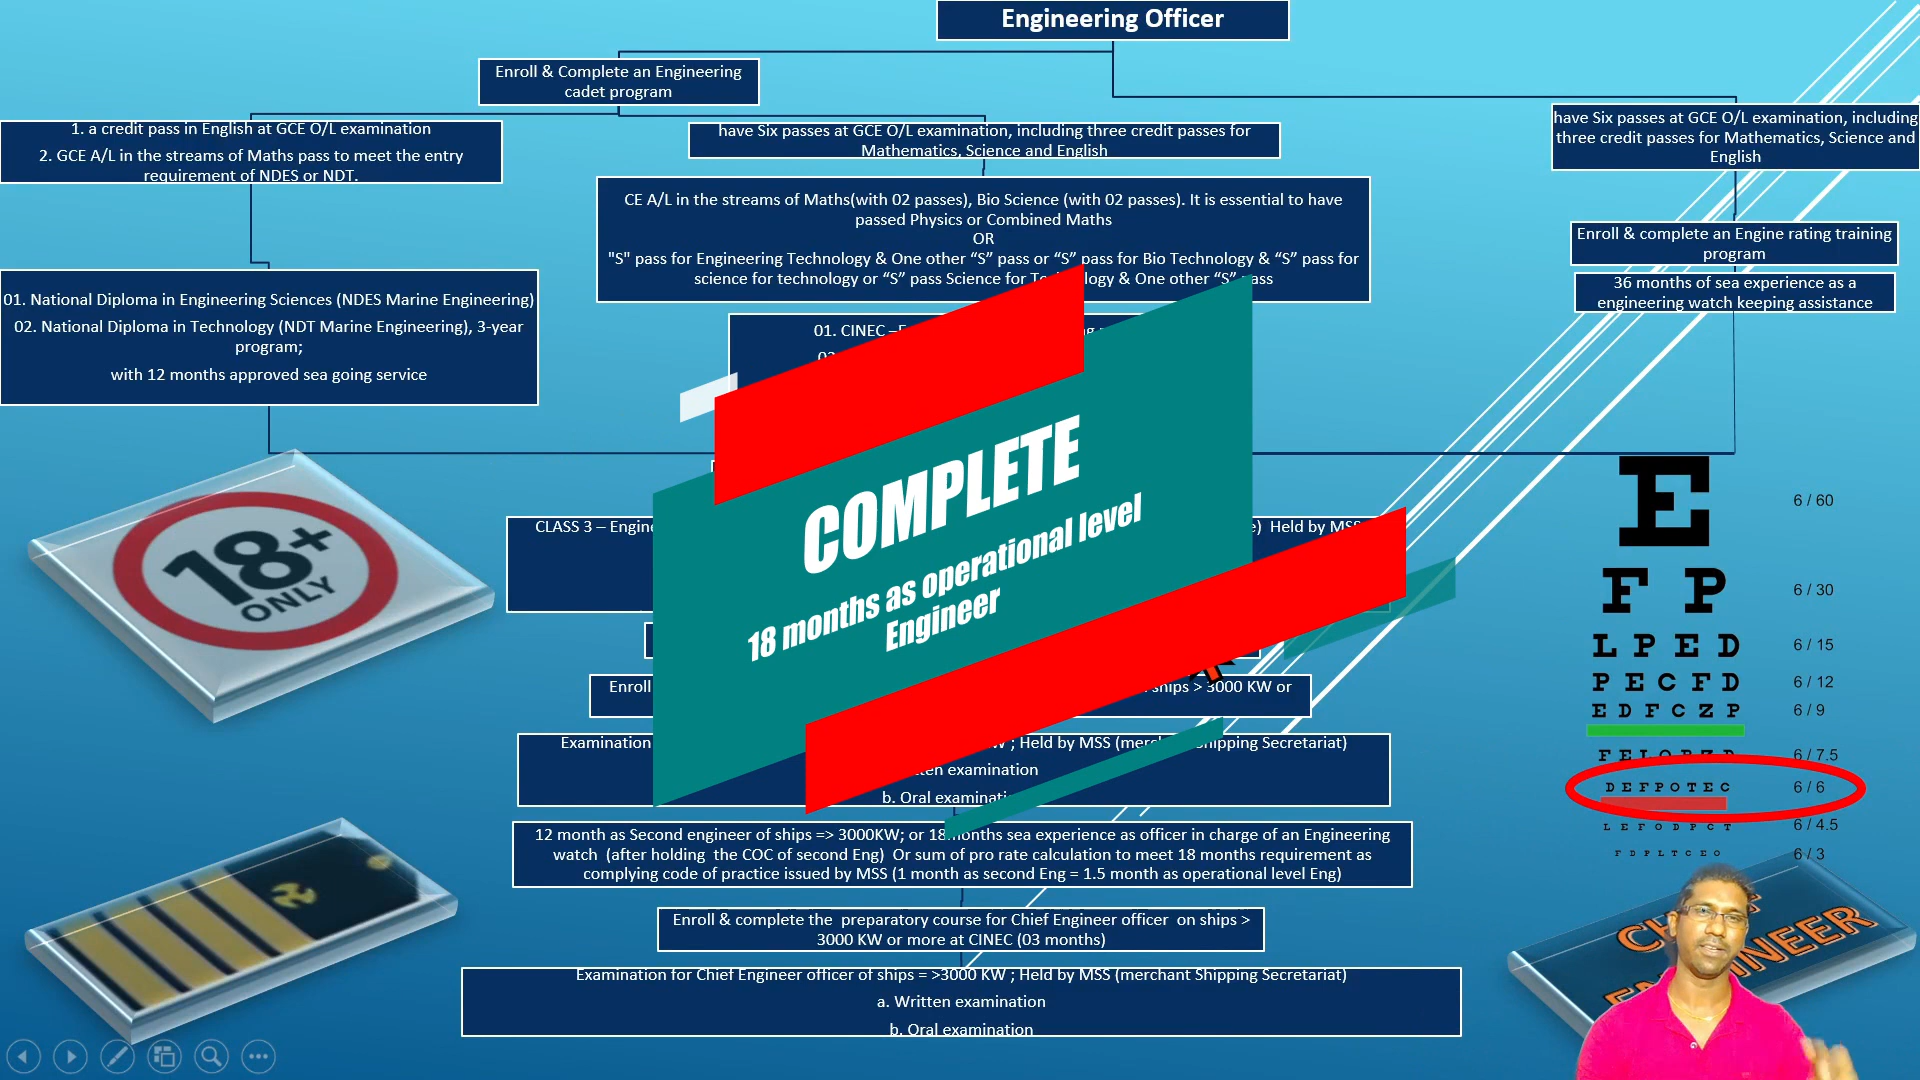 Engineering Officer
Enroll & Complete an Engineering
cadet program
1. a credit pass in English at GCE O/L examination
2. GCE A/L in the streams of Maths pass to meet the entry
requirement of NDES or NDT.
have Six passes at GCE O/L examination, including three credit passes for
Mathematics, Science and English
have Six passes at GCE O/L examination, including
three credit passes for Mathematics, Science and
English
CE A/L in the streams of Maths(with 02 passes), Bio Science (with 02 passes). It is essential to have
passed Physics or Combined Maths
OR
"S" pass for Engineering Technology & One other “S” pass or “S” pass for Bio Technology & “S” pass for
science for technology or “S” pass Science for & One other “S”
Enroll & complete an Engine rating training
program
36 months of sea experience as a
engineering watch keeping assistance
01. National Diploma in Engineering Sciences (NDES Marine Engineering)
02. National Diploma in Technology (NDT Marine Engineering), 3-year
program;
with 12 months approved sea going service
01. CINEC
COMPLETE
18 months as operational level
Engineer
CLASS 3 – Held by MSS
Enroll ships > 3000 KW or
Examination ; Held by MSS Shipping Secretariat)
examination
b. Oral
12 month as Second engineer of ships => 3000KW; or 18 months sea experience as officer in charge of an Engineering
watch (after holding the COC of second Eng) Or sum of pro rate calculation to meet 18 months requirement as
complying code of practice issued by MSS (1 month as second Eng = 1.5 month as operational level Eng)
Enroll & complete the preparatory course for Chief Engineer officer on ships >
3000 KW or more at CINEC (03 months)
Examination for Chief Engineer officer of ships = >3000 KW ; Held by MSS (merchant Shipping Secretariat)
a. Written examination
b. Oral examination
18+
ONLY
E 6 / 60
F P 6 / 30
L P E D 6 / 15
P E C F D 6 / 12
E D F C Z P 6 / 9
F E L O P Z D 6 / 7.5
D E F P O T E C 6 / 6
L E F O D P C T 6 / 4.5
F D P L T C E O 6 / 3